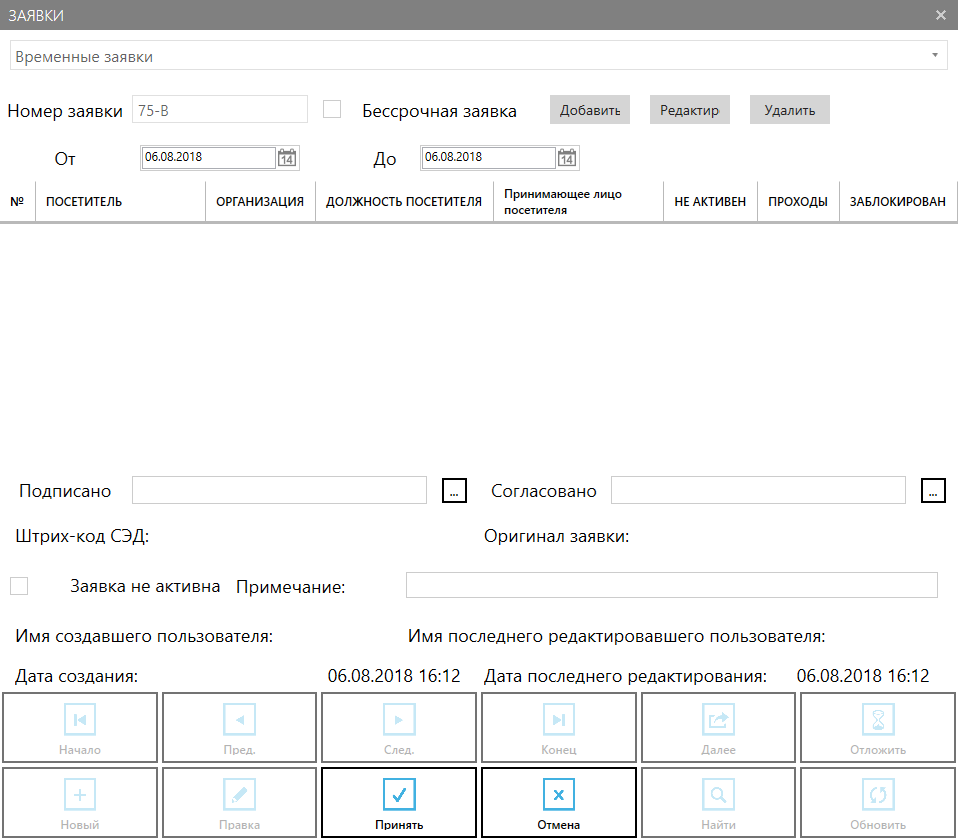 ЗАЯВКИ
Временные заявки
Номер заявки 75-В Бессрочная заявка Добавить Редактир Удалить
От 06.08.2018 14 До 06.08.2018 14
№ ПОСЕТИТЕЛЬ ОРГАНИЗАЦИЯ ДОЛЖНОСТЬ ПОСЕТИТЕЛЯ Принимающее лицо посетителя НЕ АКТИВЕН ПРОХОДЫ ЗАБЛОКИРОВАН
Подписано ... Согласовано ...
Штрих-код СЭД: Оригинал заявки:
Заявка не активна Примечание:
Имя создавшего пользователя: Имя последнего редактировавшего пользователя:
Дата создания: 06.08.2018 16:12 Дата последнего редактирования: 06.08.2018 16:12
Начало Пред. След. Конец Далее Отложить
Новый Правка Принять Отмена Найти Обновить